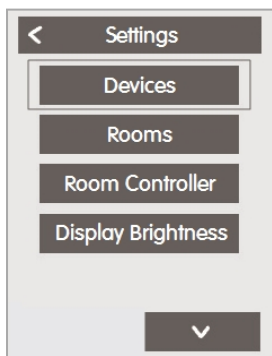 Settings
Devices
Rooms
Room Controller
Display Brightness